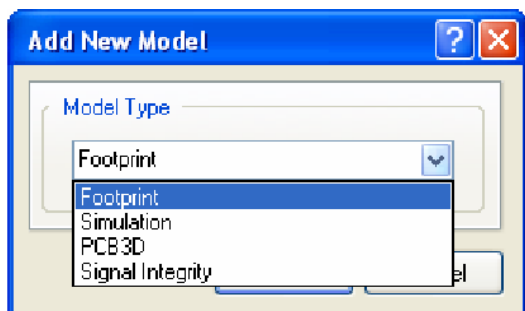 Add New Model
Model Type
Footprint
Footprint
Simulation
PCB3D
Signal Integrity